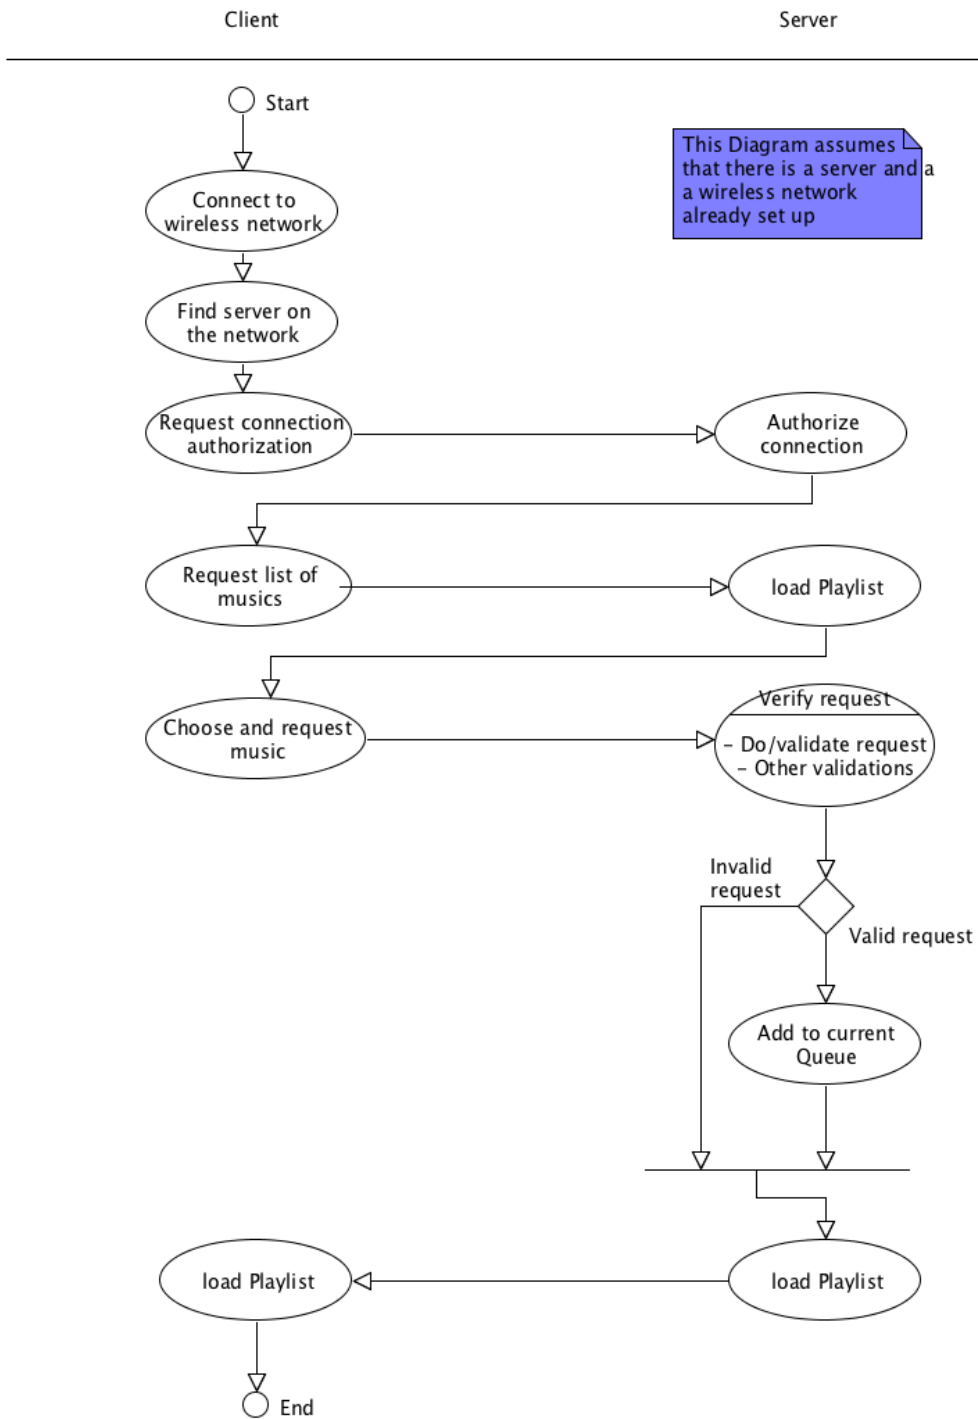 Client
Server
Start
This Diagram assumes
that there is a server and a
a wireless network
already set up
Connect to
wireless network
Find server on
the network
Request connection
authorization
Authorize
connection
Request list of
musics
load Playlist
Choose and request
music
Verify request
- Do/validate request
- Other validations
Invalid
request
Valid request
Add to current
Queue
load Playlist
load Playlist
End